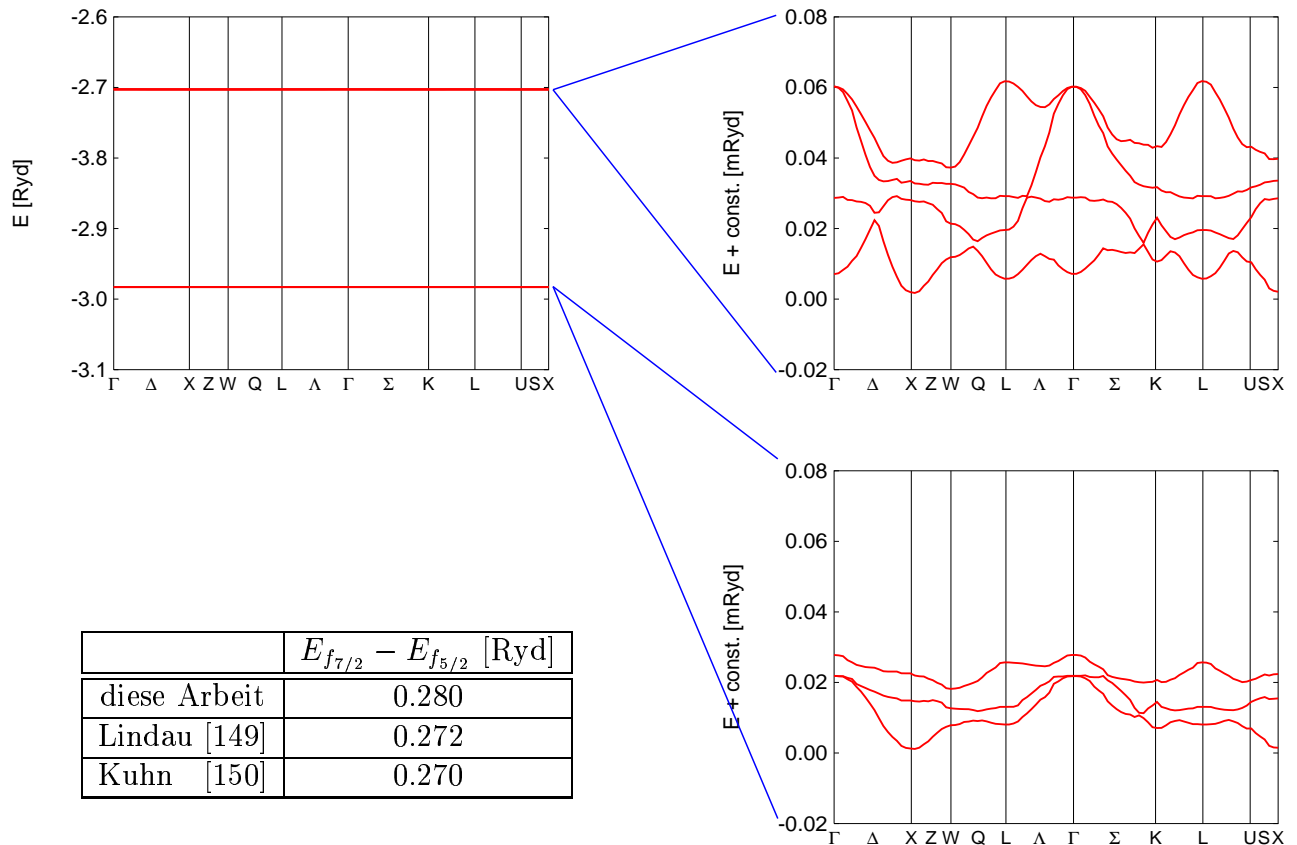 E [Ryd]
-2.6
-2.7
-3.8
-2.9
-3.0
-3.1
Γ Δ X Z W Q L Λ Γ Σ K L U S X
E + const. [mRyd]
0.08
0.06
0.04
0.02
0.00
-0.02
Γ Δ X Z W Q L Λ Γ Σ K L U S X
E + const. [mRyd]
0.08
0.06
0.04
0.02
0.00
-0.02
Γ Δ X Z W Q L Λ Γ Σ K L U S X
E_{f_{7/2}} − E_{f_{5/2}} [Ryd]
diese Arbeit 0.280
Lindau [149] 0.272
Kuhn [150] 0.270